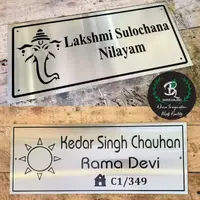 Lakshmi Sulochana
Nilayam
Kedar Singh Chauhan
Rama Devi
C1/349